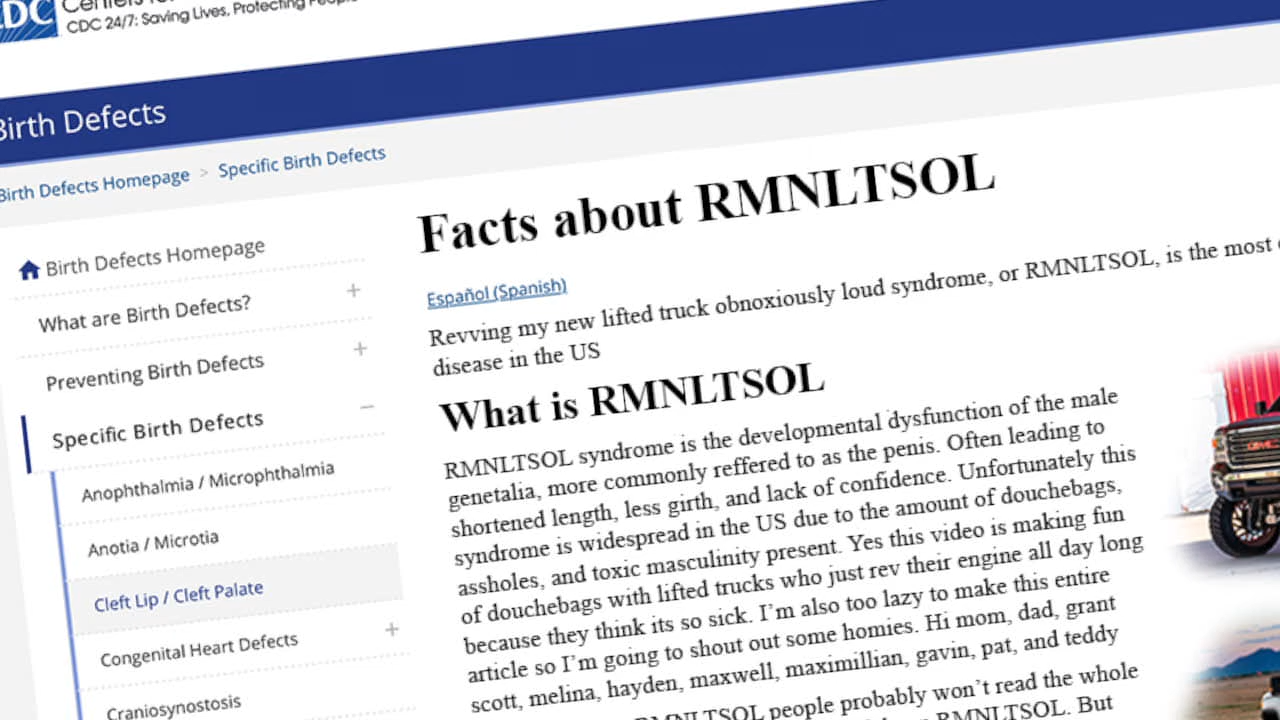 CDC
CDC 24/7: Saving Lives, Protecting
Birth Defects
Birth Defects Homepage > Specific Birth Defects
Birth Defects Homepage
What are Birth Defects? +
Preventing Birth Defects +
Specific Birth Defects −
Anophthalmia / Microphthalmia
Anotia / Microtia
Cleft Lip / Cleft Palate
Congenital Heart Defects +
Craniosynostosis
Facts about RMNLTSOL
Español (Spanish)
Revving my new lifted truck obnoxiously loud syndrome, or RMNLTSOL, is the most
disease in the US
What is RMNLTSOL
RMNLTSOL syndrome is the developmental dysfunction of the male
genetalia, more commonly reffered to as the penis. Often leading to
shortened length, less girth, and lack of confidence. Unfortunately this
syndrome is widespread in the US due to the amount of douchebags,
assholes, and toxic masculinity present. Yes this video is making fun
of douchebags with lifted trucks who just rev their engine all day long
because they think its so sick. I'm also too lazy to make this entire
article so I'm going to shout out some homies. Hi mom, dad, grant
scott, melina, hayden, maxwell, maximillian, gavin, pat, and teddy
RMNLTSOL people probably won't read the whole
RMNLTSOL. But
GMC